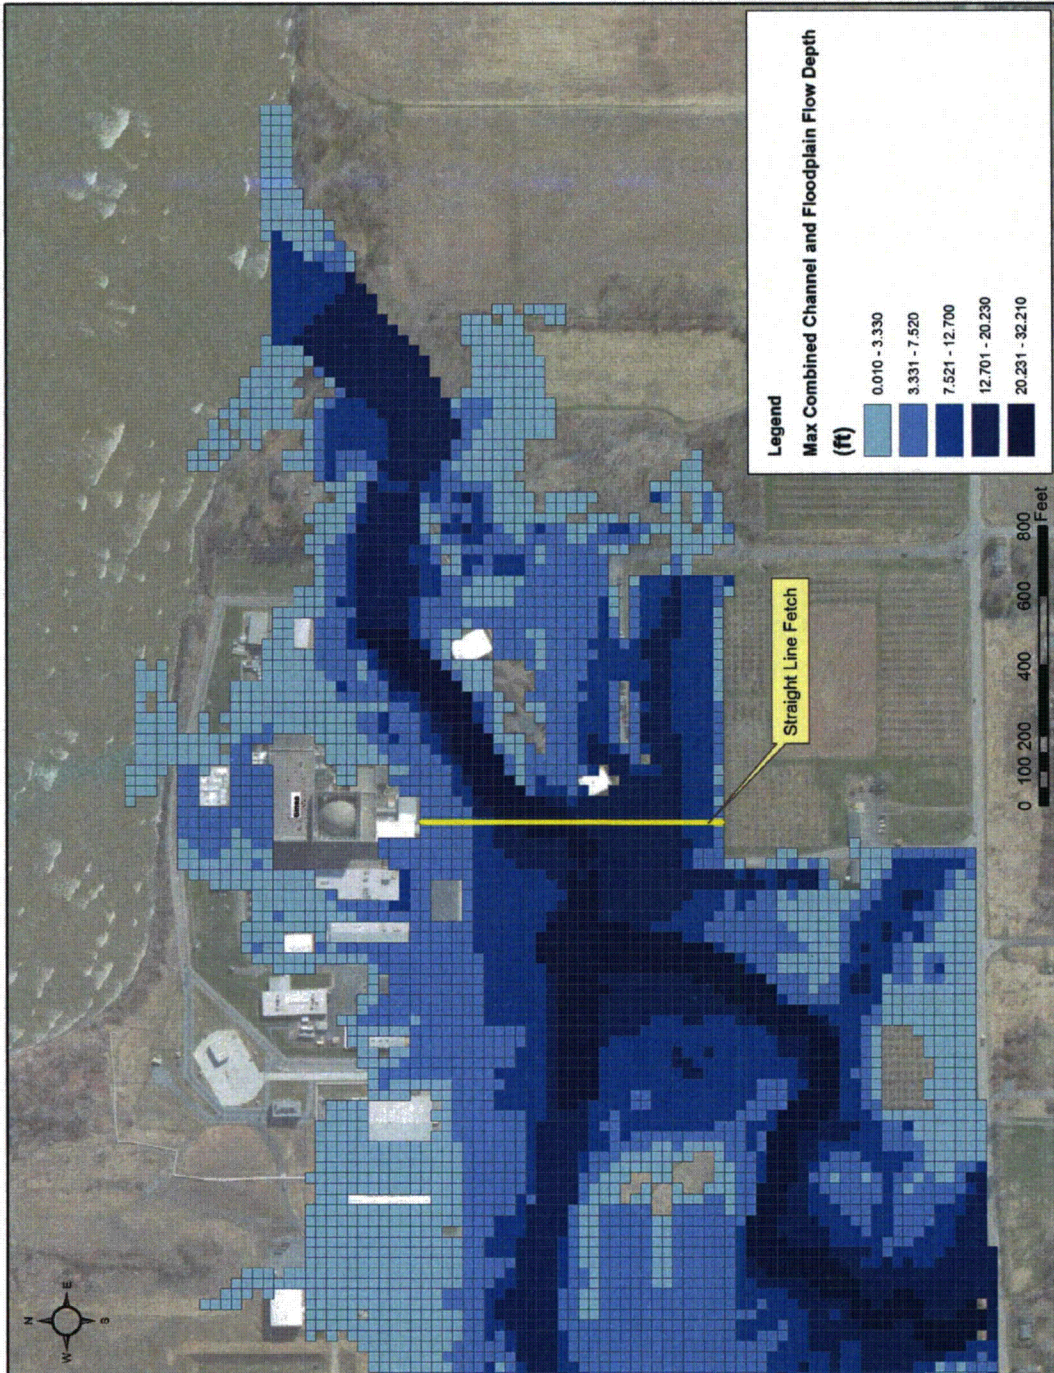 N
W E
S
Legend
Max Combined Channel and Floodplain Flow Depth
(ft)
0.010 - 3.330
3.331 - 7.520
7.521 - 12.700
12.701 - 20.230
20.231 - 32.210
Straight Line Fetch
0 100 200 400 600 800
Feet